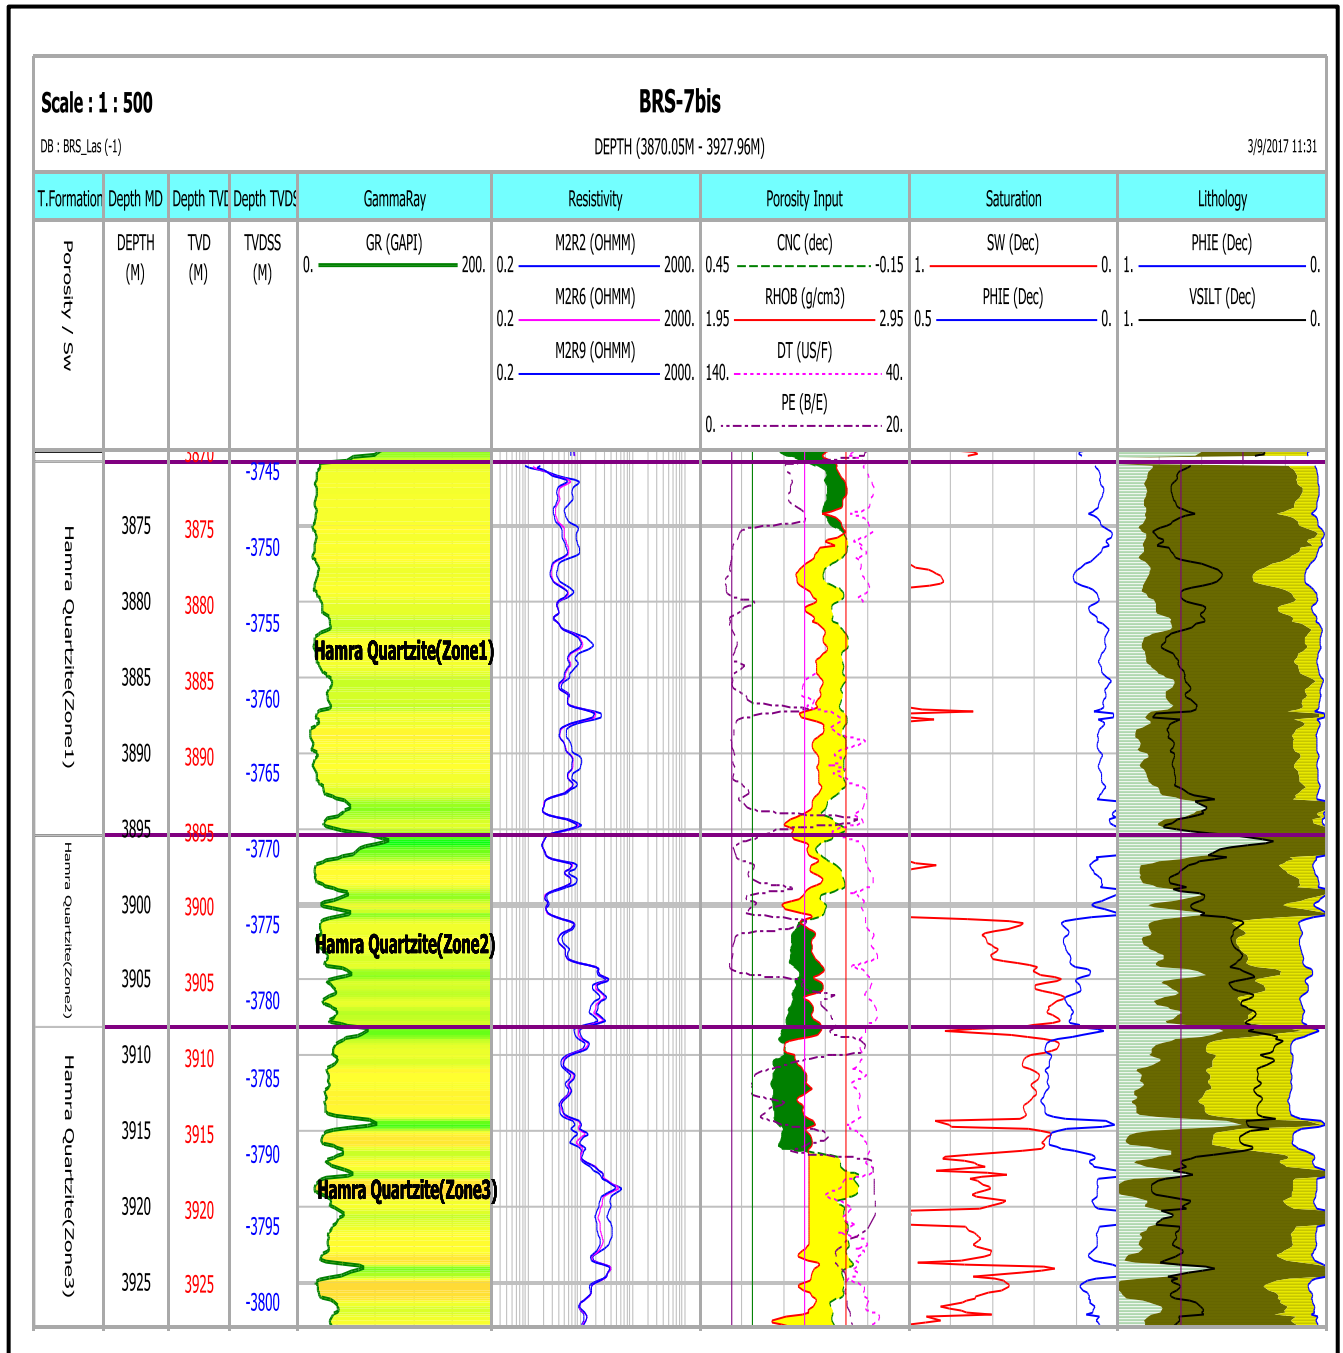 Scale : 1 : 500
BRS-7bis
DB : BRS_Las (-1)
DEPTH (3870.05M - 3927.96M)
3/9/2017 11:31
T.Formation
Depth MD
Depth TVD
Depth TVDS
GammaRay
Resistivity
Porosity Input
Saturation
Lithology
Porosity / Sw
DEPTH
(M)
TVD
(M)
TVDSS
(M)
GR (GAPI)
0. 200.
M2R2 (OHMM)
0.2 2000.
M2R6 (OHMM)
0.2 2000.
M2R9 (OHMM)
0.2 2000.
CNC (dec)
0.45 -0.15
RHOB (g/cm3)
1.95 2.95
DT (US/F)
140. 40.
PE (B/E)
0. 20.
SW (Dec)
1. 0.
PHIE (Dec)
0.5 0.
PHIE (Dec)
1. 0.
VSILT (Dec)
1. 0.
Hamra Quartzite(Zone1)
Hamra Quartzite(Zone2)
Hamra Quartzite(Zone3)
3875
3880
3885
3890
3895
3900
3905
3910
3915
3920
3925
3870
3875
3880
3885
3890
3895
3900
3905
3910
3915
3920
3925
-3745
-3750
-3755
-3760
-3765
-3770
-3775
-3780
-3785
-3790
-3795
-3800
Hamra Quartzite(Zone1)
Hamra Quartzite(Zone2)
Hamra Quartzite(Zone3)